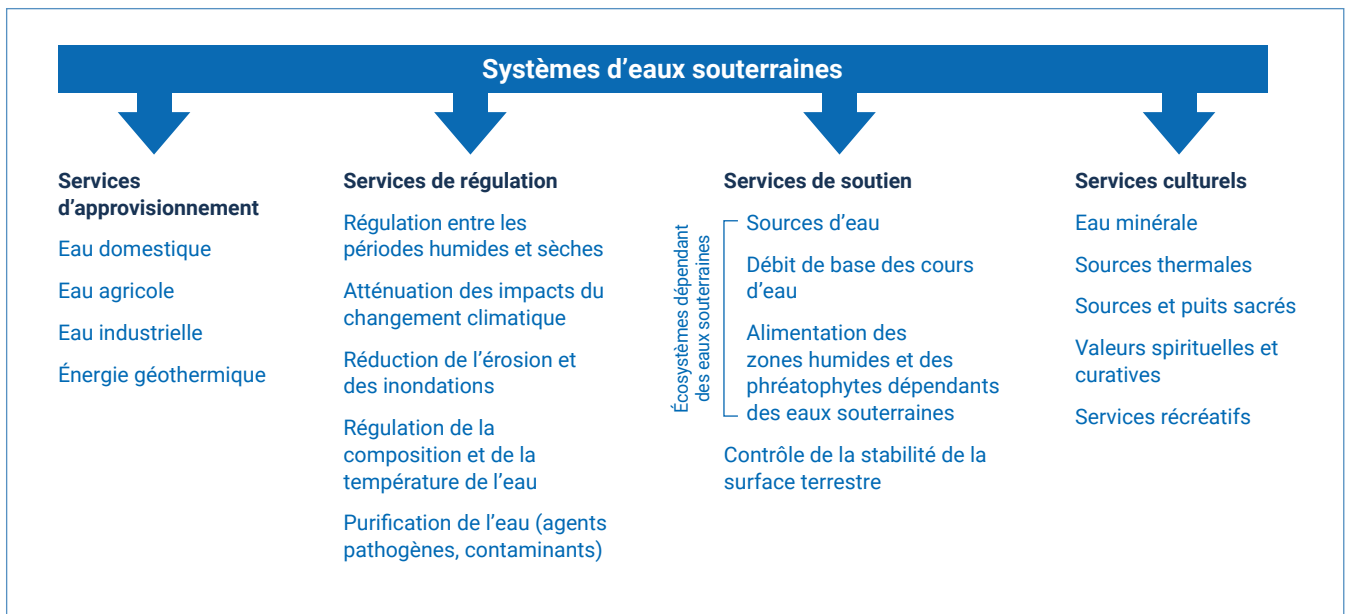 Systèmes d’eaux souterraines
Services
d’approvisionnement
Eau domestique
Eau agricole
Eau industrielle
Énergie géothermique
Services de régulation
Régulation entre les
périodes humides et sèches
Atténuation des impacts du
changement climatique
Réduction de l’érosion et
des inondations
Régulation de la
composition et de la
température de l’eau
Purification de l’eau (agents
pathogènes, contaminants)
Services de soutien
Écosystèmes dépendant
des eaux souterraines
Sources d’eau
Débit de base des cours
d’eau
Alimentation des
zones humides et des
phréatophytes dépendants
des eaux souterraines
Contrôle de la stabilité de la
surface terrestre
Services culturels
Eau minérale
Sources thermales
Sources et puits sacrés
Valeurs spirituelles et
curatives
Services récréatifs